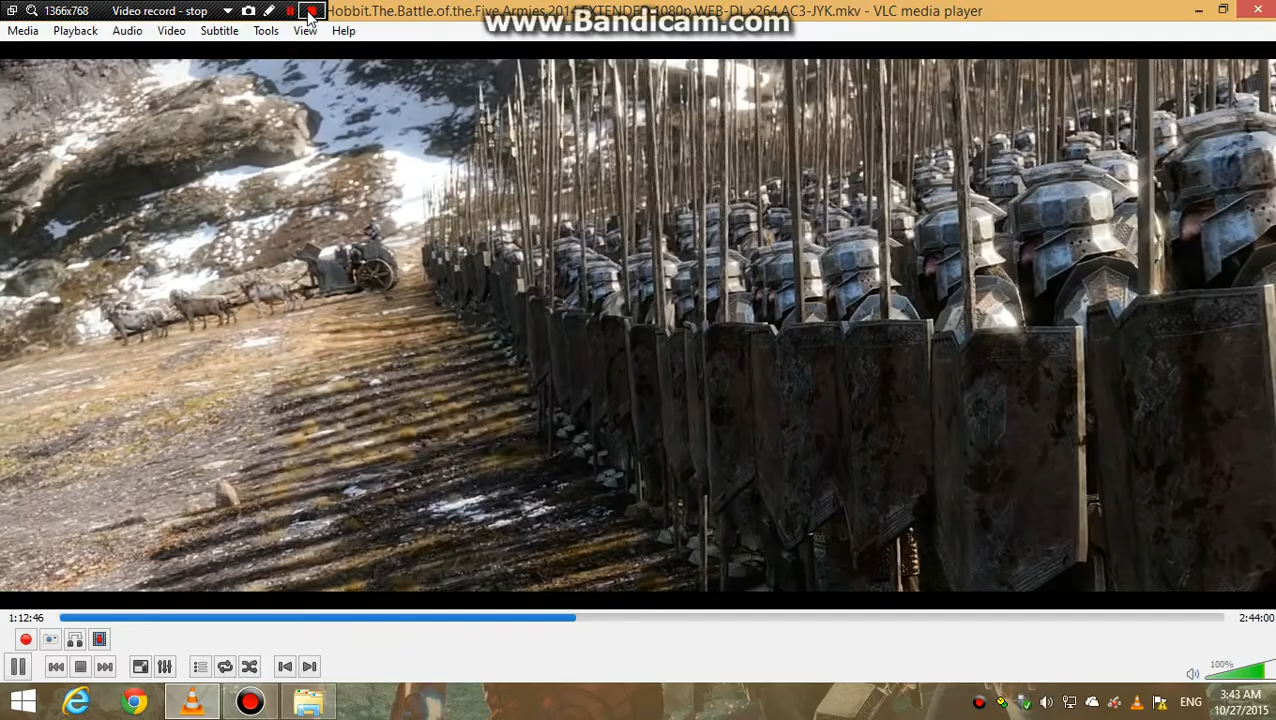 1366x768 Video record - stop
Hobbit.The.Battle.of.the.Five.Armies.2014.EXTENDED.1080p.WEB-DL.x264.AC3-JYK.mkv - VLC media player
www.Bandicam.com
Media Playback Audio Video Subtitle Tools View Help
1:12:46 2:44:00
100%
ENG
3:43 AM
10/27/2015